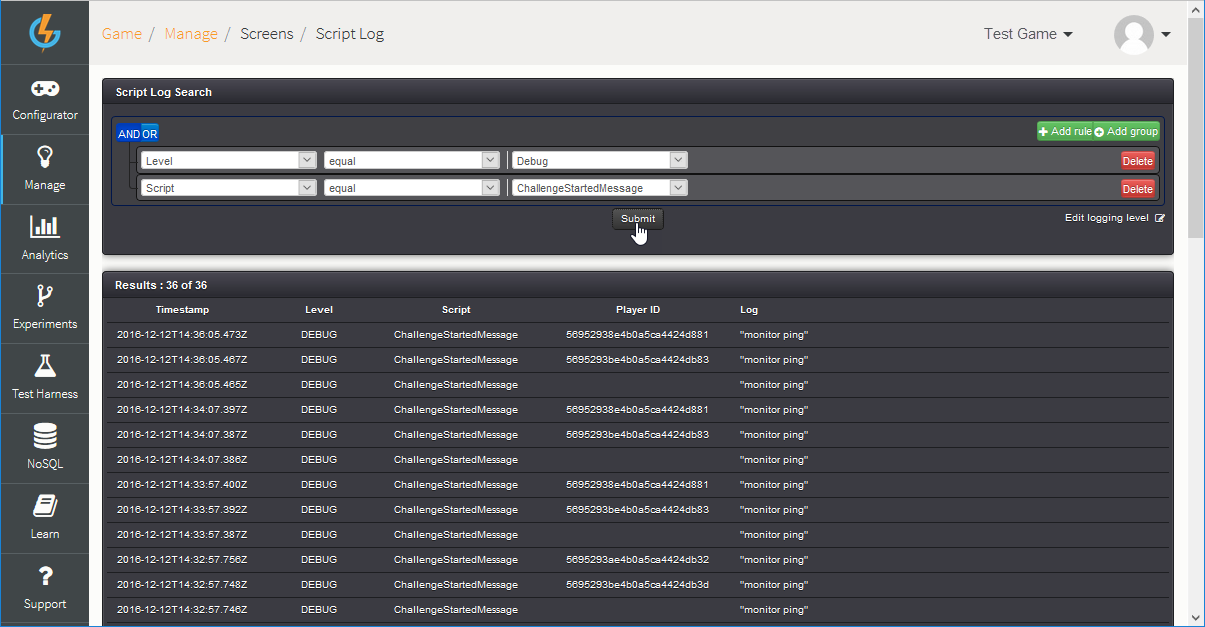 Game / Manage / Screens / Script Log
Test Game
Configurator
Manage
Analytics
Experiments
Test Harness
NoSQL
Learn
Support
Script Log Search
AND OR
Add rule Add group
Level equal Debug Delete
Script equal ChallengeStartedMessage Delete
Submit
Edit logging level
Results : 36 of 36
Timestamp Level Script Player ID Log
2016-12-12T14:36:05.473Z DEBUG ChallengeStartedMessage 56952938e4b0a5ca4424d881 "monitor ping"
2016-12-12T14:36:05.467Z DEBUG ChallengeStartedMessage 5695293be4b0a5ca4424db83 "monitor ping"
2016-12-12T14:36:05.465Z DEBUG ChallengeStartedMessage "monitor ping"
2016-12-12T14:34:07.397Z DEBUG ChallengeStartedMessage 56952938e4b0a5ca4424d881 "monitor ping"
2016-12-12T14:34:07.387Z DEBUG ChallengeStartedMessage 5695293be4b0a5ca4424db83 "monitor ping"
2016-12-12T14:34:07.386Z DEBUG ChallengeStartedMessage "monitor ping"
2016-12-12T14:33:57.400Z DEBUG ChallengeStartedMessage 56952938e4b0a5ca4424d881 "monitor ping"
2016-12-12T14:33:57.392Z DEBUG ChallengeStartedMessage 5695293be4b0a5ca4424db83 "monitor ping"
2016-12-12T14:33:57.387Z DEBUG ChallengeStartedMessage "monitor ping"
2016-12-12T14:32:57.756Z DEBUG ChallengeStartedMessage 5695293ae4b0a5ca4424db32 "monitor ping"
2016-12-12T14:32:57.748Z DEBUG ChallengeStartedMessage 5695293be4b0a5ca4424db3d "monitor ping"
2016-12-12T14:32:57.746Z DEBUG ChallengeStartedMessage "monitor ping"